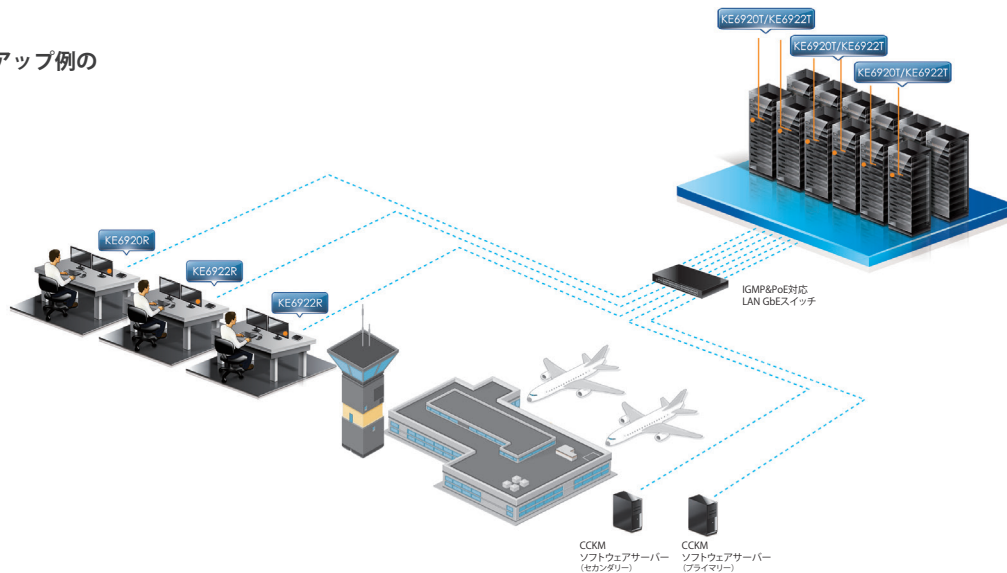 アップ例の
KE6920T/KE6922T
KE6920T/KE6922T
KE6920T/KE6922T
KE6920R
KE6922R
KE6922R
IGMP&PoE対応
LAN GbEスイッチ
CCKM
ソフトウェアサーバー
（セカンダリー）
CCKM
ソフトウェアサーバー
（プライマリー）